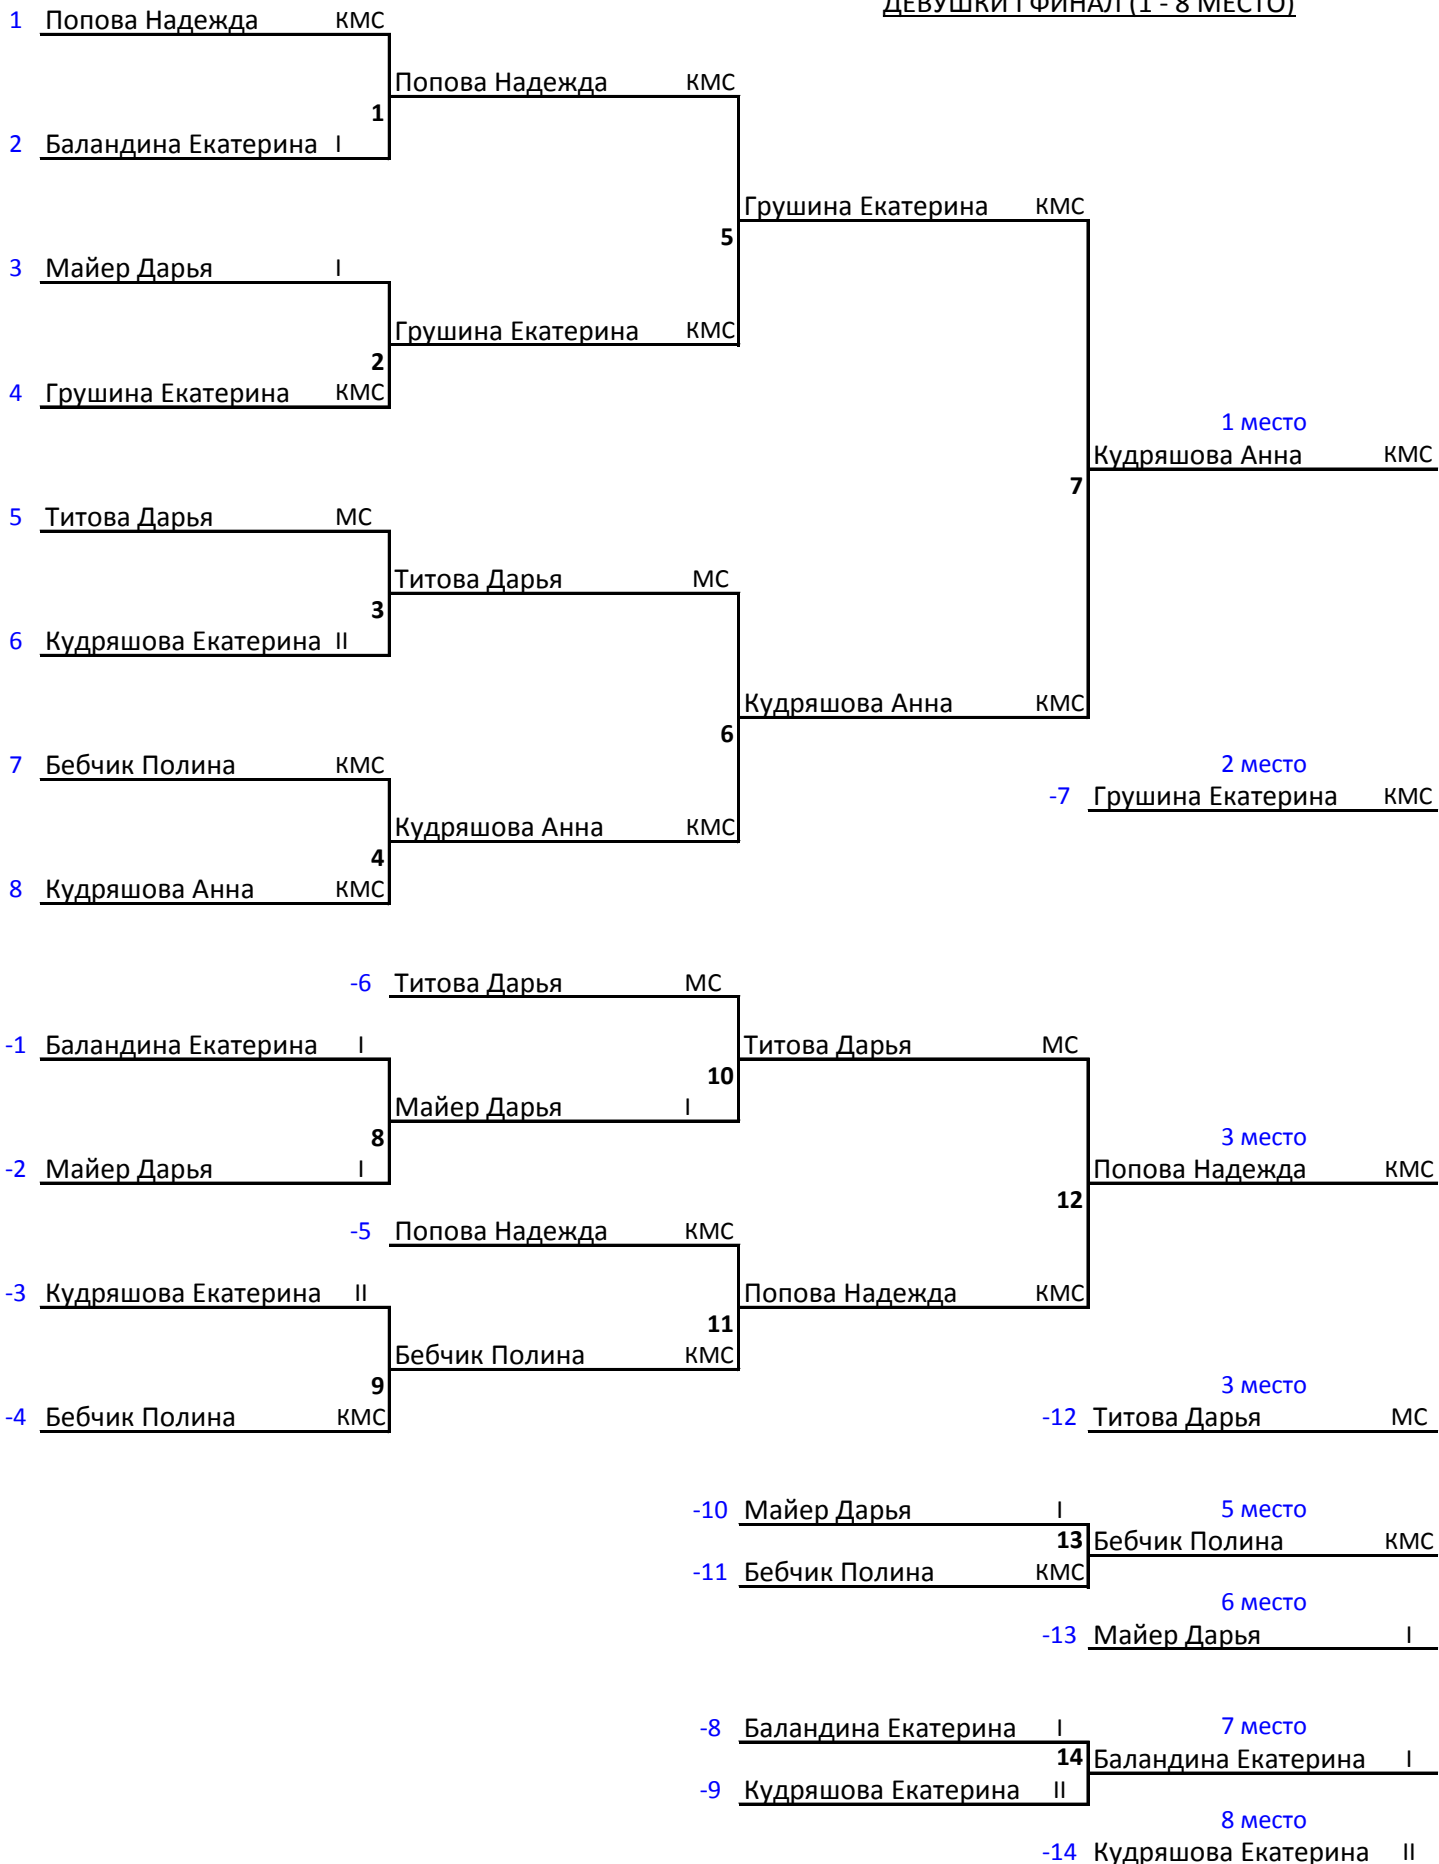 ДЕВУШКИ I ФИНАЛ (1 - 8 МЕСТО)
1 Попова Надежда КМС
Попова Надежда КМС
1
2 Баландина Екатерина I
Грушина Екатерина КМС
5
3 Майер Дарья I
Грушина Екатерина КМС
2
4 Грушина Екатерина КМС
1 место
Кудряшова Анна КМС
7
5 Титова Дарья МС
Титова Дарья МС
3
6 Кудряшова Екатерина II
Кудряшова Анна КМС
6
7 Бебчик Полина КМС
2 место
-7 Грушина Екатерина КМС
Кудряшова Анна КМС
4
8 Кудряшова Анна КМС
-6 Титова Дарья МС
-1 Баландина Екатерина I
Титова Дарья МС
10
Майер Дарья I
8
3 место
-2 Майер Дарья I
Попова Надежда КМС
12
-5 Попова Надежда КМС
-3 Кудряшова Екатерина II
Попова Надежда КМС
11
Бебчик Полина КМС
9
3 место
-4 Бебчик Полина КМС
-12 Титова Дарья МС
-10 Майер Дарья I
5 место
13 Бебчик Полина КМС
-11 Бебчик Полина КМС
6 место
-13 Майер Дарья I
-8 Баландина Екатерина I
7 место
14 Баландина Екатерина I
-9 Кудряшова Екатерина II
8 место
-14 Кудряшова Екатерина II